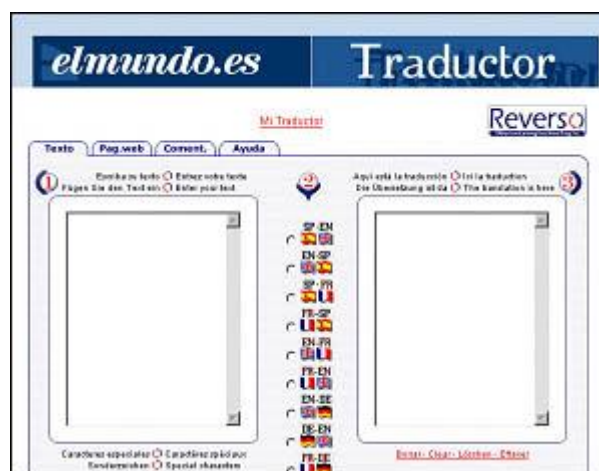 elmundo.es
Traductor
Mi Traductor
Reverso
Texto Pag.web Coment. Ayuda
1 Escriba su texto Entrez votre texte
Fügen Sie den Text ein Enter your text
2
Aquí está la traducción Ici la traduction 3
Die Übersetzung ist da The translation is here
SP-EN
EN-SP
SP-FR
FR-SP
EN-FR
FR-EN
EN-DE
DE-EN
FR-DE
Caracteres especiales Caractères spéciaux
Sonderzeichen Special characters
Borrar - Clear - Löschen - Effacer